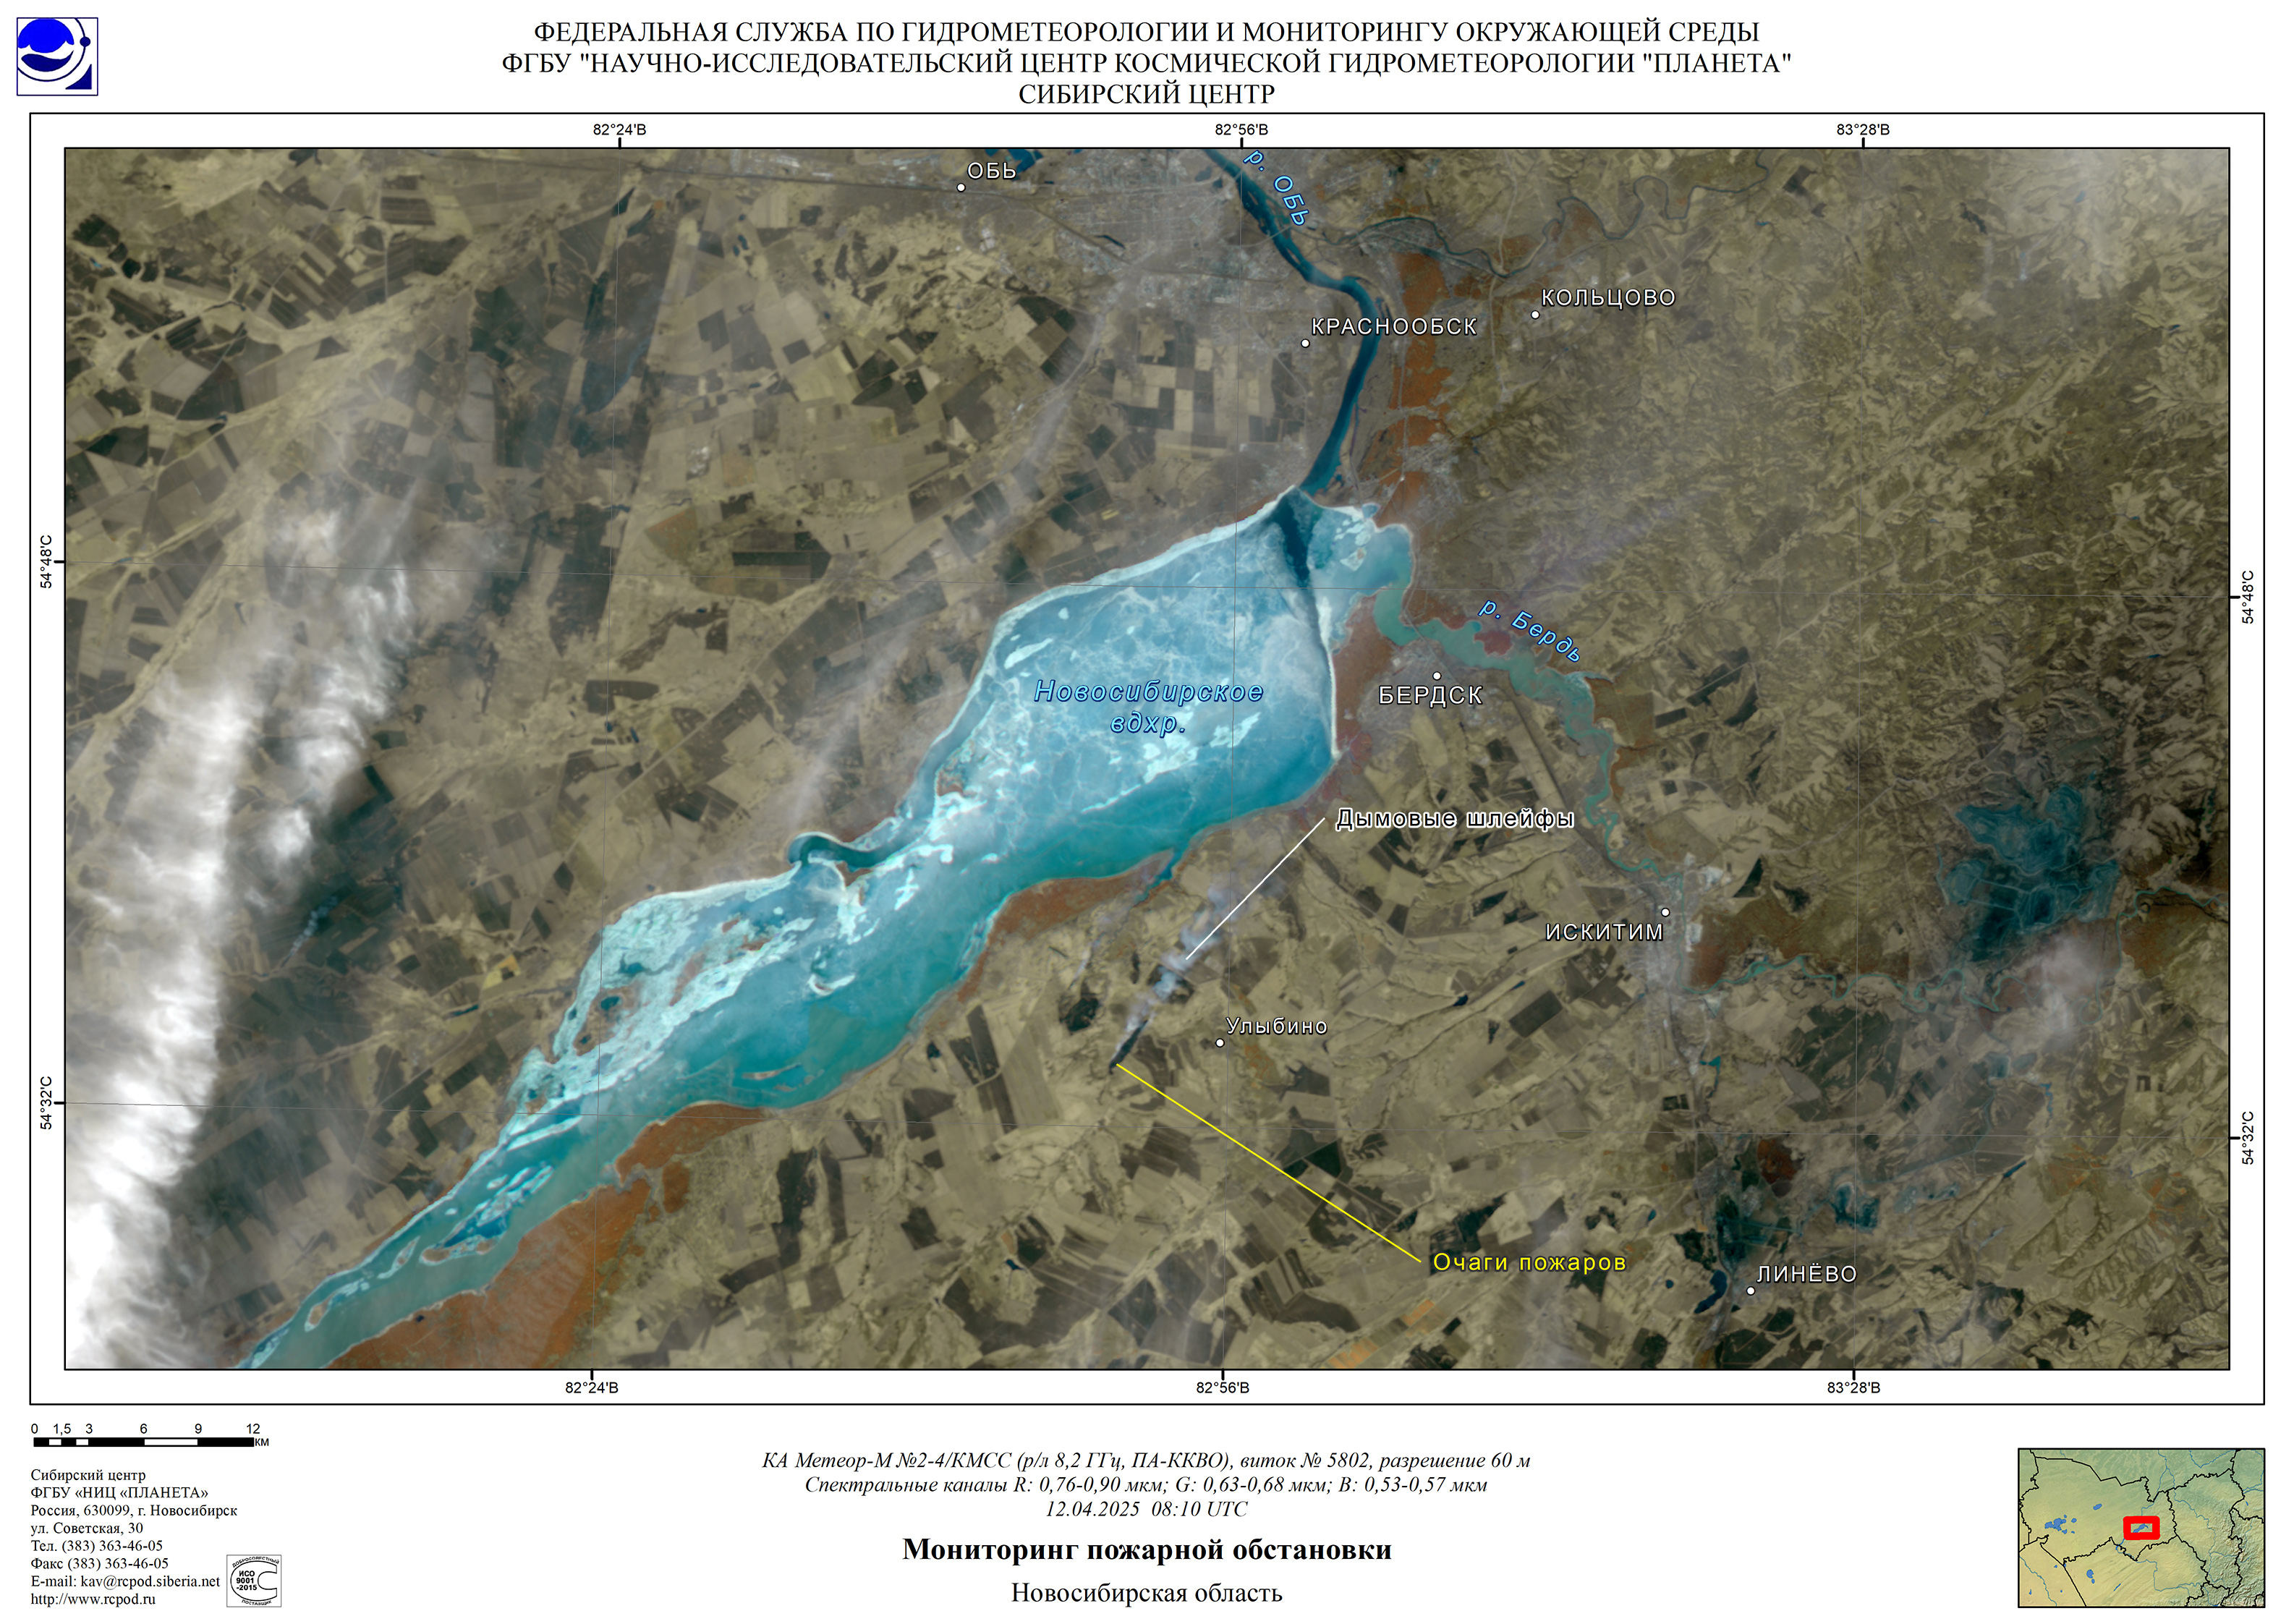 ФЕДЕРАЛЬНАЯ СЛУЖБА ПО ГИДРОМЕТЕОРОЛОГИИ И МОНИТОРИНГУ ОКРУЖАЮЩЕЙ СРЕДЫ
ФГБУ "НАУЧНО-ИССЛЕДОВАТЕЛЬСКИЙ ЦЕНТР КОСМИЧЕСКОЙ ГИДРОМЕТЕОРОЛОГИИ "ПЛАНЕТА"
СИБИРСКИЙ ЦЕНТР
82°24'В
82°56'В
83°28'В
ОБЬ
р. ОБЬ
КОЛЬЦОВО
КРАСНООБСК
54°48'С
54°48'С
р. Бердь
Новосибирское
вдхр.
БЕРДСК
Дымовые шлейфы
ИСКИТИМ
Улыбино
54°32'С
54°32'С
Очаги пожаров
ЛИНЁВО
82°24'В
82°56'В
83°28'В
0 1,5 3 6 9 12
км
КА Метеор-М №2-4/КМСС (р/л 8,2 ГГц, ПА-ККВО), виток № 5802, разрешение 60 м
Спектральные каналы R: 0,76-0,90 мкм; G: 0,63-0,68 мкм; B: 0,53-0,57 мкм
12.04.2025 08:10 UTC
Мониторинг пожарной обстановки
Новосибирская область
Сибирский центр
ФГБУ «НИЦ «ПЛАНЕТА»
Россия, 630099, г. Новосибирск
ул. Советская, 30
Тел. (383) 363-46-05
Факс (383) 363-46-05
E-mail: kav@rcpod.siberia.net
http://www.rcpod.ru
ДОБРОСОВЕСТНЫЙ
ИСО
9001
-2015
ПОСТАВЩИК